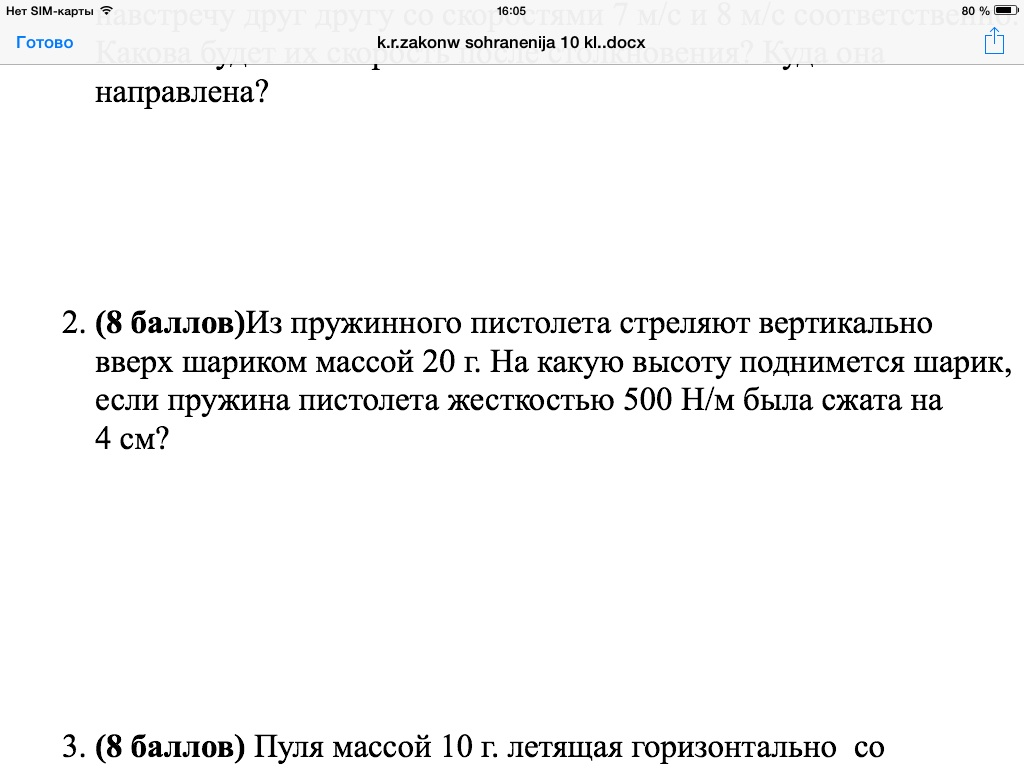 Нет SIM-карты 16:05 80 %
навстречу друг другу со скоростями 7 м/с и 8 м/с соответственно.
Готово k.r.zakonw sohranenija 10 kl..docx
Какова будет их скорость после столкновения? Куда она
направлена?
2. (8 баллов)Из пружинного пистолета стреляют вертикально
вверх шариком массой 20 г. На какую высоту поднимется шарик,
если пружина пистолета жесткостью 500 Н/м была сжата на
4 см?
3. (8 баллов) Пуля массой 10 г. летящая горизонтально со